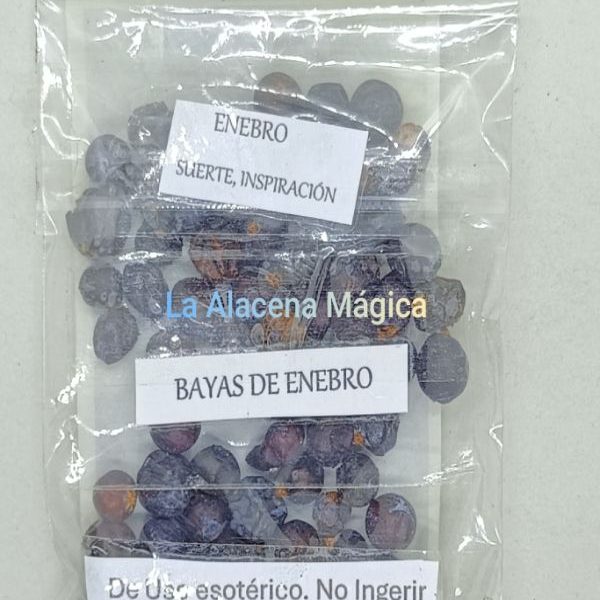 ENEBRO
SUERTE, INSPIRACIÓN
La Alacena Mágica
BAYAS DE ENEBRO
De Uso esotérico. No Ingerir